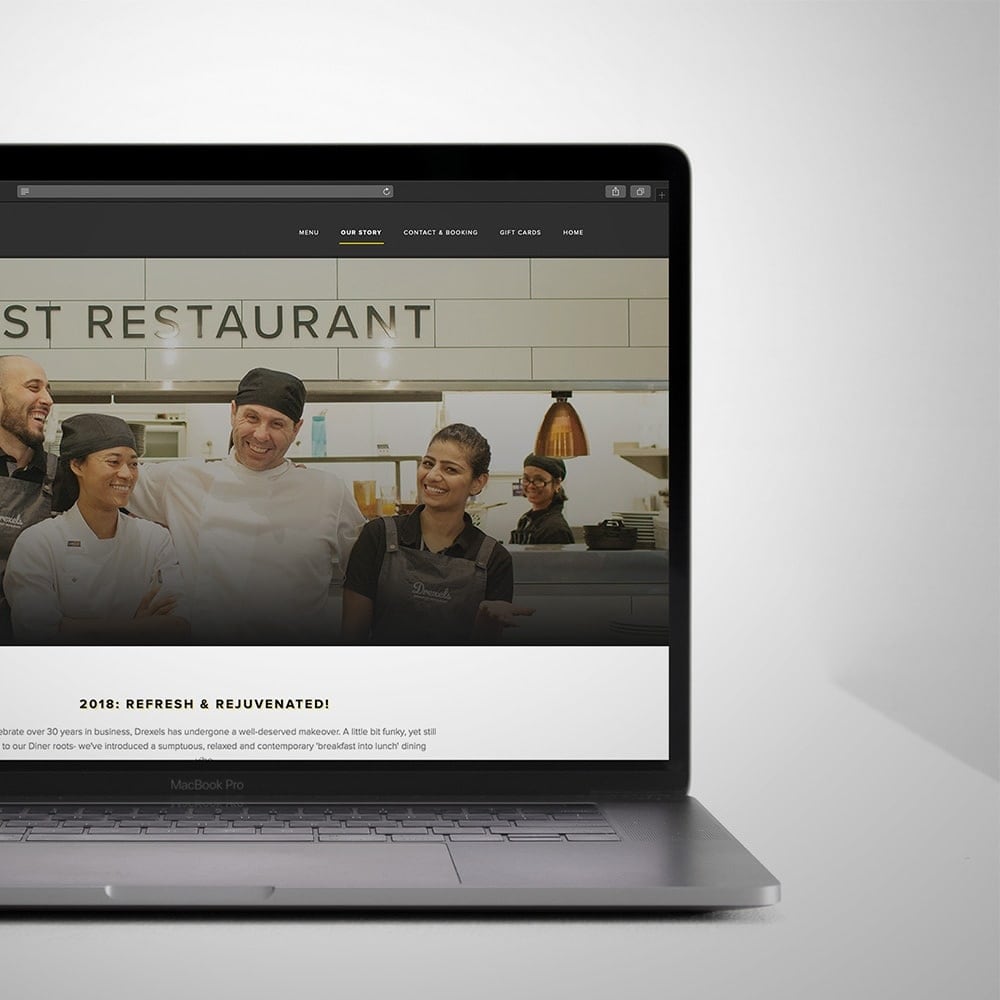 MENU OUR STORY CONTACT & BOOKING GIFT CARDS HOME
ST RESTAURANT
Drexels
Drexels
2018: REFRESH & REJUVENATED!
ebrate over 30 years in business, Drexels has undergone a well-deserved makeover. A little bit funky, yet still
to our Diner roots- we've introduced a sumptuous, relaxed and contemporary 'breakfast into lunch' dining
MacBook Pro